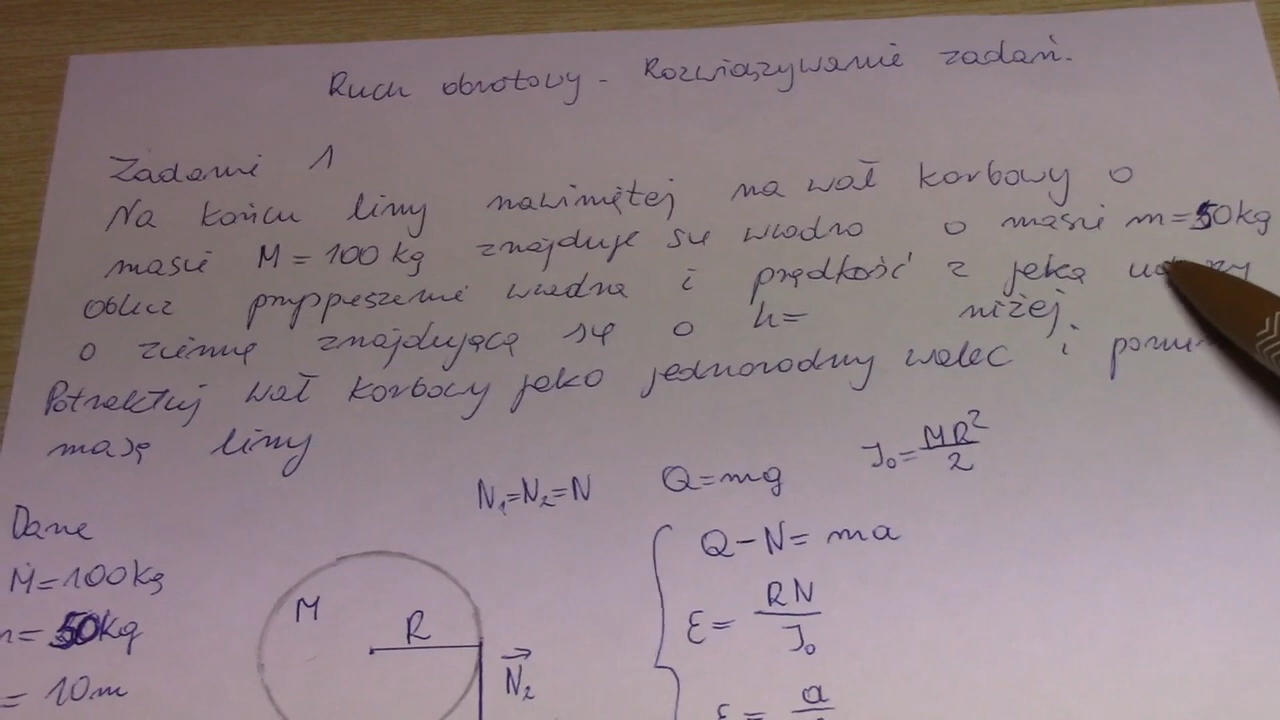 Ruch obrotowy - Rozwiązywanie zadań.
Zadanie 1
Na końcu liny nawiniętej na wał korbowy o
masie M = 100 kg znajduje się wiadro o masie m = 50 kg
Oblicz przyspieszenie wiadra i prędkość z jaką
o ziemię znajdującą się o h= niżej.
Potraktuj wał korbowy jako jednorodny walec i
masę liny
N₁=N₂=N Q=mg J₀=MR²/2
Dane
M=100kg
= 50kg
= 10m
M
R
N₂
Q-N=ma
ε=RN/J₀
ε= a